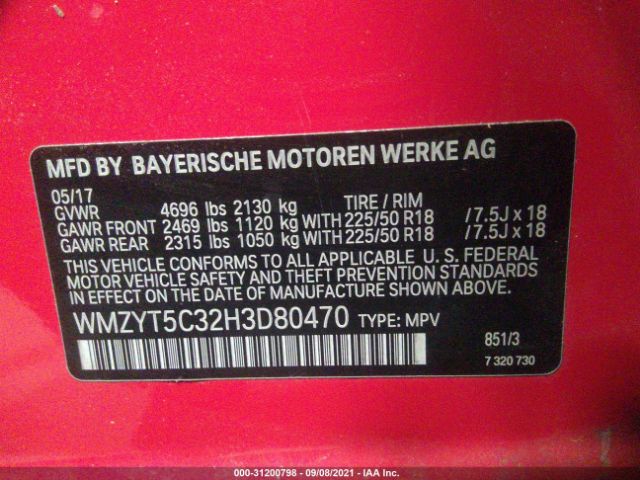 MFD BY BAYERISCHE MOTOREN WERKE AG
05/17
GVWR 4696 lbs 2130 kg TIRE / RIM
GAWR FRONT 2469 lbs 1120 kg WITH 225/50 R18 / 7.5J x 18
GAWR REAR 2315 lbs 1050 kg WITH 225/50 R18 / 7.5J x 18
THIS VEHICLE CONFORMS TO ALL APPLICABLE U. S. FEDERAL
MOTOR VEHICLE SAFETY AND THEFT PREVENTION STANDARDS
IN EFFECT ON THE DATE OF MANUFACTURE SHOWN ABOVE.
WMZYT5C32H3D80470 TYPE: MPV
851/3
7 320 730
000-31200798 - 09/08/2021 - IAA Inc.